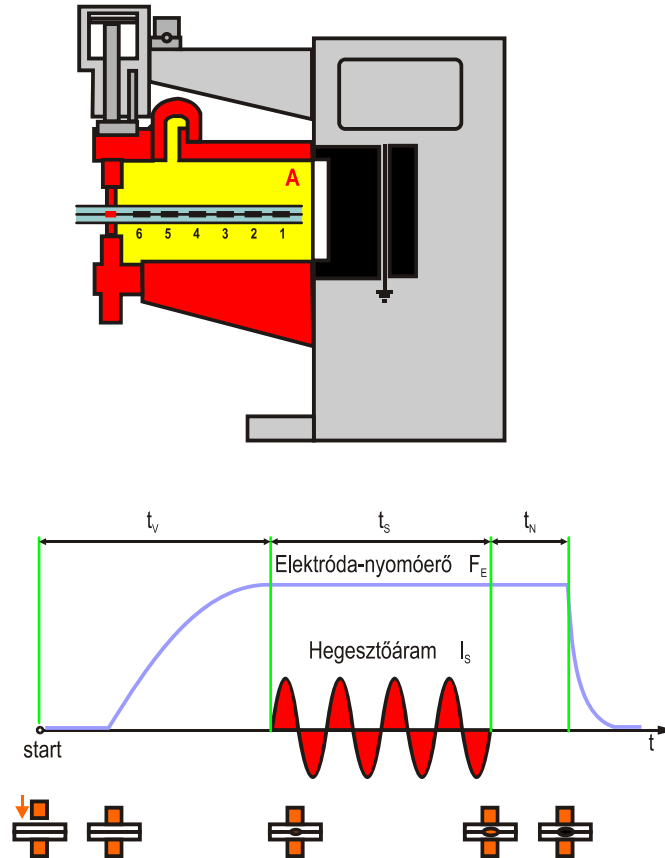 A
6 5 4 3 2 1
tV tS tN
Elektróda-nyomóerő FE
Hegesztőáram IS
start
t